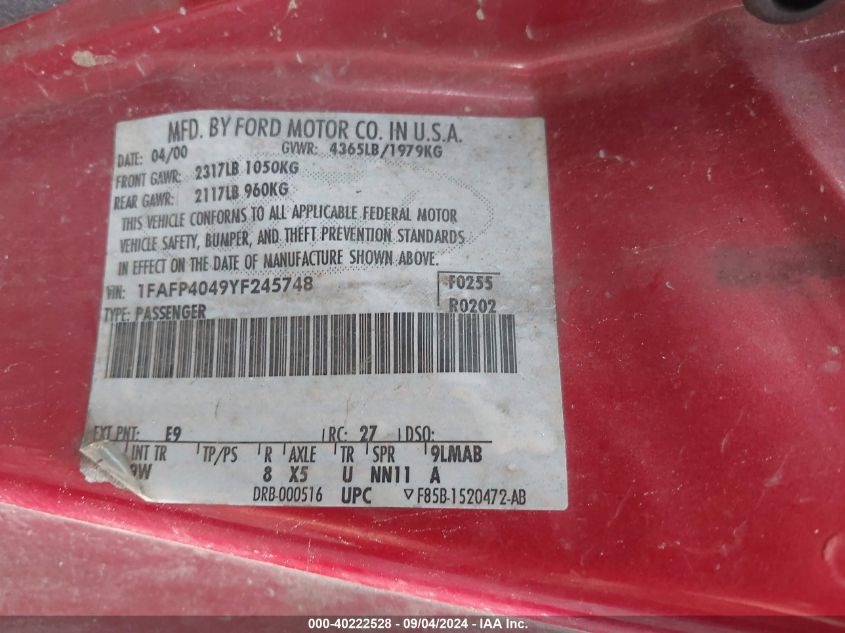 MFD. BY FORD MOTOR CO. IN U.S.A.
DATE: 04/00 GVWR: 4365LB/1979KG
FRONT GAWR: 2317LB 1050KG
REAR GAWR: 2117LB 960KG
THIS VEHICLE CONFORMS TO ALL APPLICABLE FEDERAL MOTOR
VEHICLE SAFETY, BUMPER, AND THEFT PREVENTION STANDARDS
IN EFFECT ON THE DATE OF MANUFACTURE SHOWN ABOVE.
VIN: 1FAFP4049YF245748 F0255
TYPE: PASSENGER R0202
EXT PNT: E9 RC: 27 DSO:
INT TR TP/PS R AXLE TR SPR 9LMAB
8 X5 U NN11 A
DRB-000516 UPC ▽F85B-1520472-AB
000-40222528 - 09/04/2024 - IAA Inc.